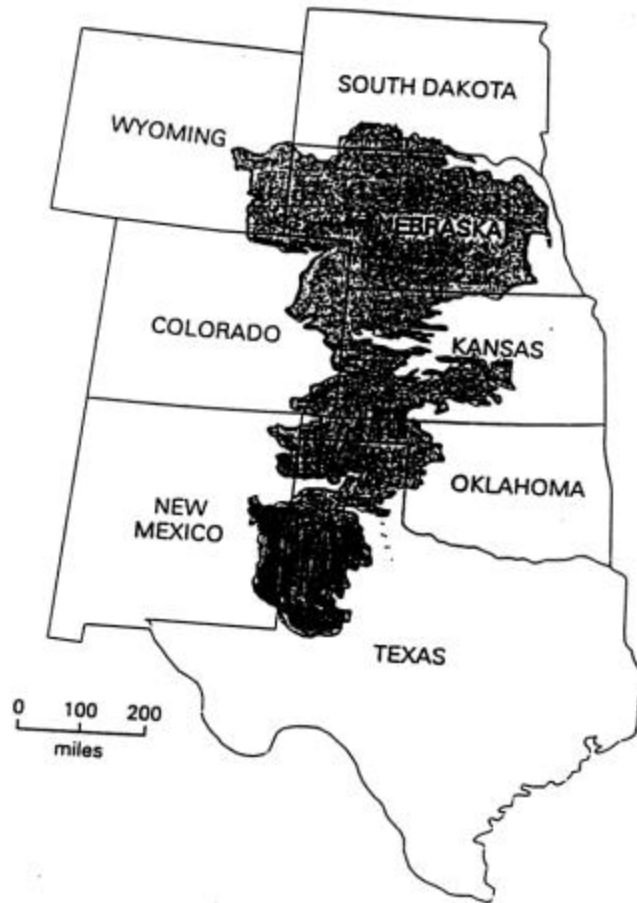 SOUTH DAKOTA
WYOMING
NEBRASKA
COLORADO
KANSAS
OKLAHOMA
NEW
MEXICO
TEXAS
0 100 200
miles